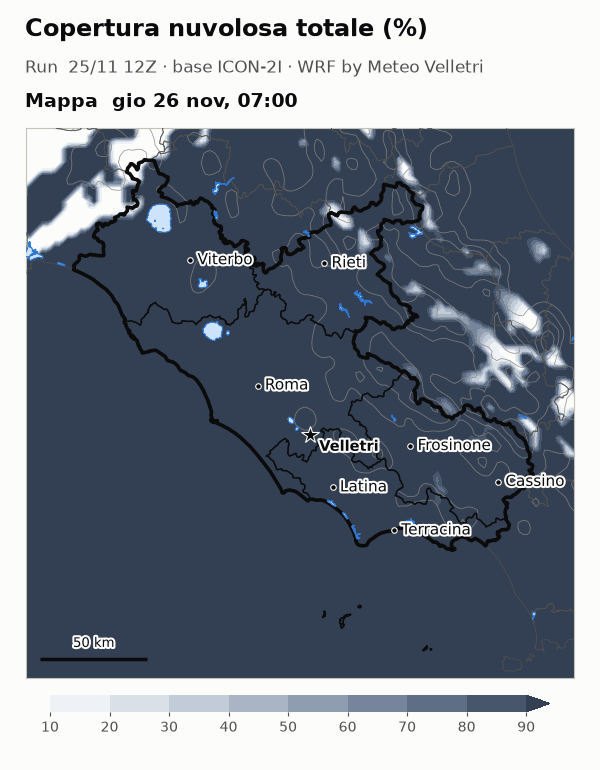 Copertura nuvolosa totale (%)
Run  25/11 12Z · base ICON-2I · WRF by Meteo Velletri
Mappa  gio 26 nov, 07:00
Viterbo
Rieti
Roma
Velletri
Frosinone
Latina
Cassino
Terracina
50 km
10 20 30 40 50 60 70 80 90